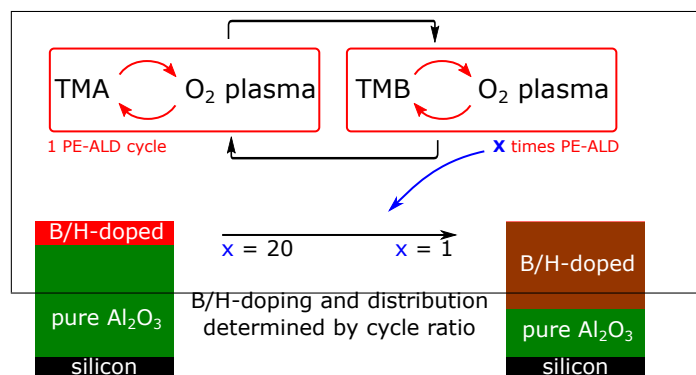 TMA O₂ plasma TMB O₂ plasma
1 PE-ALD cycle x times PE-ALD
B/H-doped
x = 20 x = 1
B/H-doped
pure Al₂O₃
B/H-doping and distribution
determined by cycle ratio
pure Al₂O₃
silicon
silicon